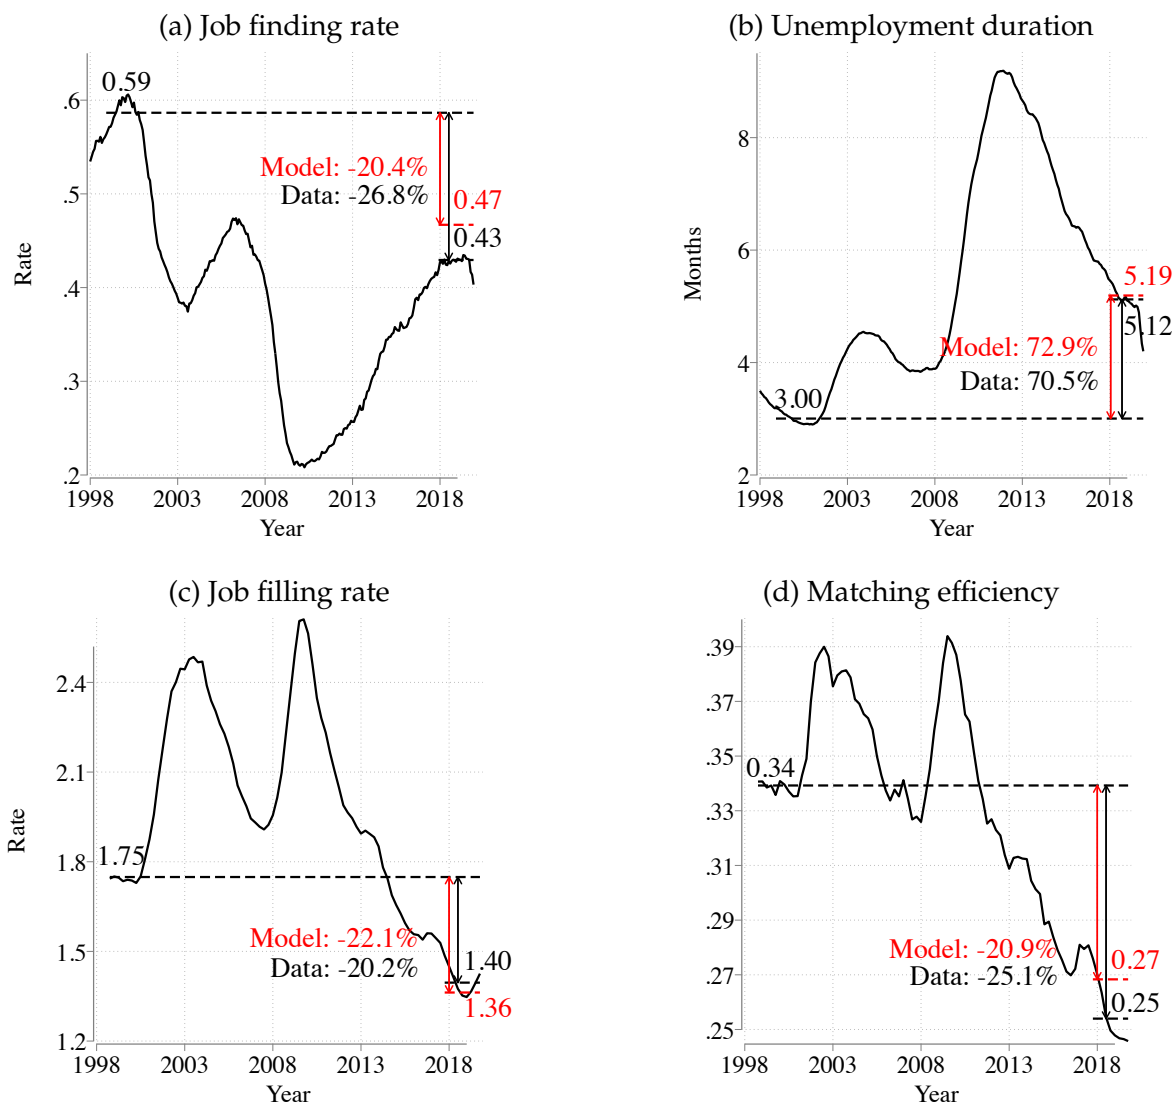 (a) Job finding rate
0.59
.6
.5
.4
.3
.2
Rate
Model: -20.4%
Data: -26.8%
0.47
0.43
1998 2003 2008 2013 2018
Year
(b) Unemployment duration
8
6
4
2
Months
5.19
5.12
Model: 72.9%
Data: 70.5%
3.00
1998 2003 2008 2013 2018
Year
(c) Job filling rate
2.4
2.1
1.8
1.5
1.2
Rate
1.75
Model: -22.1%
Data: -20.2%
1.40
1.36
1998 2003 2008 2013 2018
Year
(d) Matching efficiency
.39
.37
.35
.33
.31
.29
.27
.25
0.34
Model: -20.9%
Data: -25.1%
0.27
0.25
1998 2003 2008 2013 2018
Year